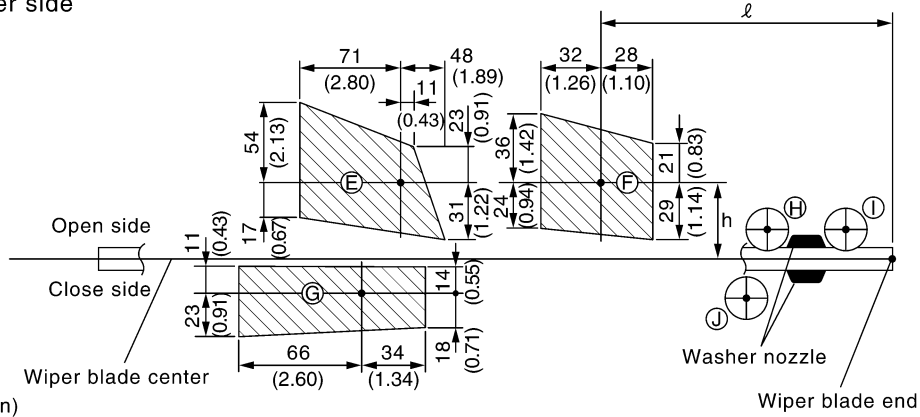 er side
ℓ
71
(2.80)
48
(1.89)
11
(0.43)
23
(0.91)
54
(2.13)
17
(0.67)
31
(1.22)
E
32
(1.26)
28
(1.10)
36
(1.42)
24
(0.94)
21
(0.83)
29
(1.14)
F
h
H
I
J
Open side
Close side
11
(0.43)
23
(0.91)
G
14
(0.55)
18
(0.71)
66
(2.60)
34
(1.34)
Washer nozzle
Wiper blade center
Wiper blade end
n)